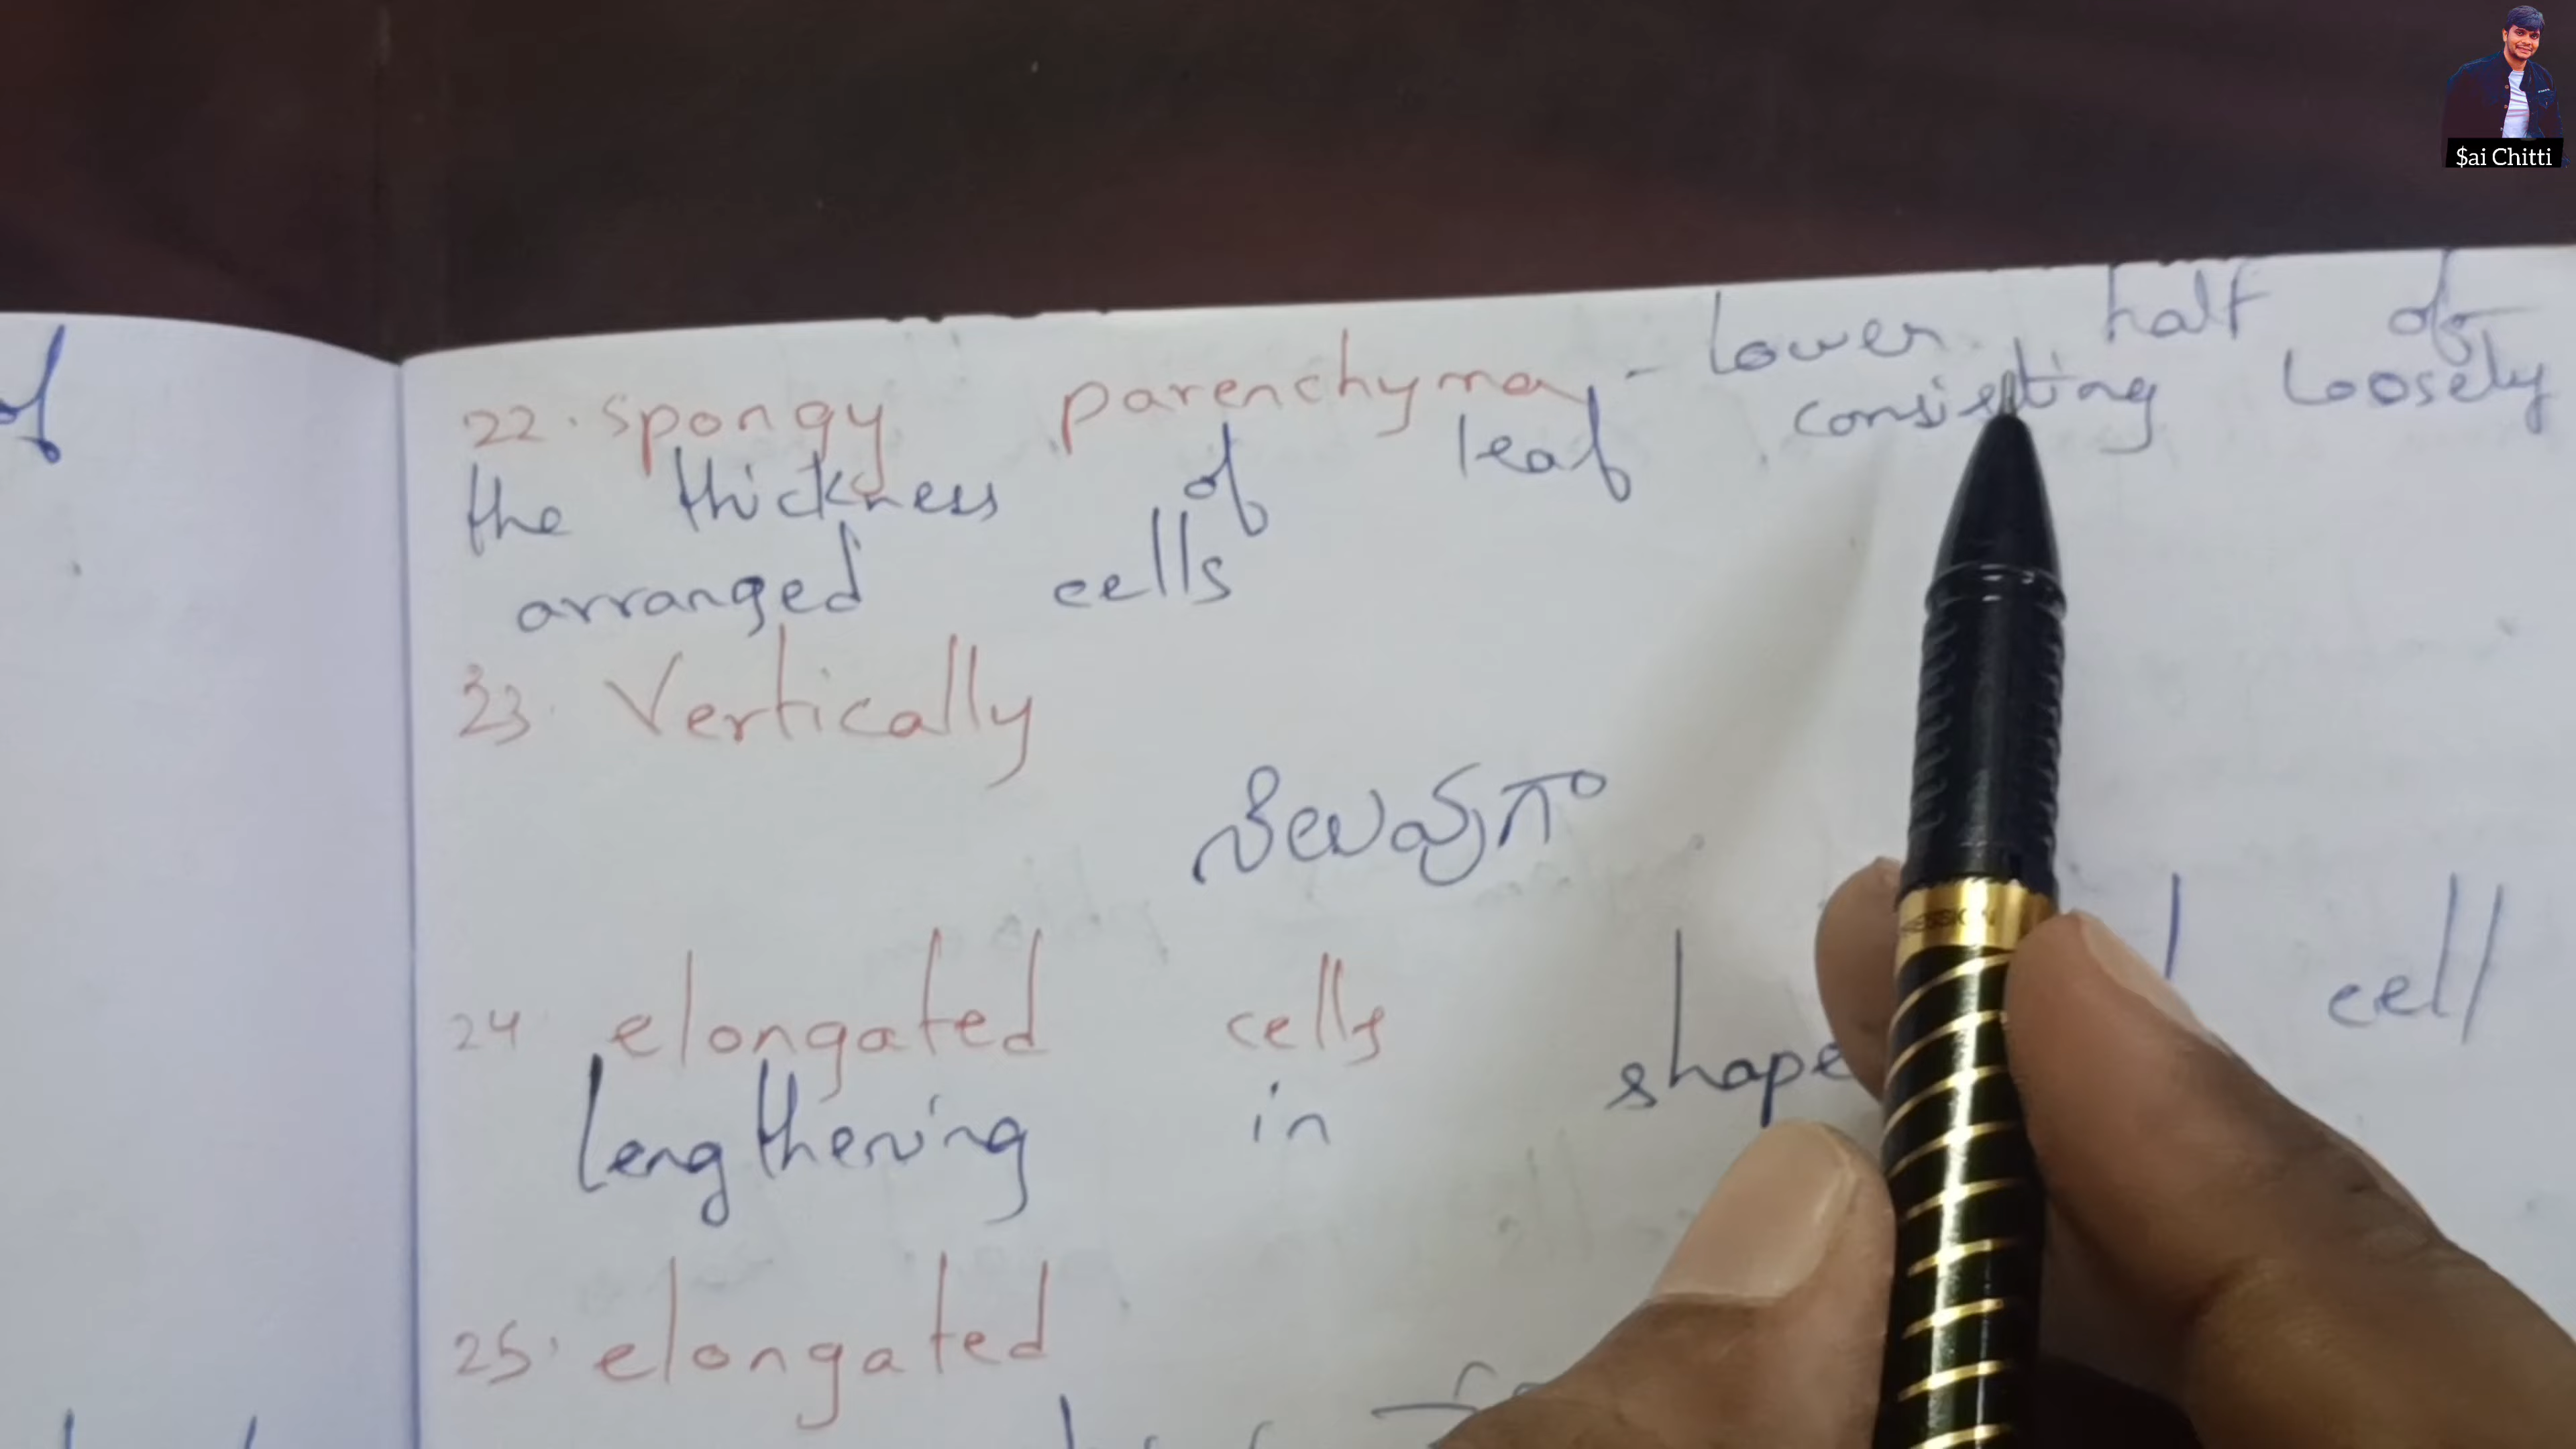 $ai Chitti
of
22. spongy parenchyma - lower half of
the thickness of leaf consisting loosely
arranged cells
23. Vertically
నిలువుగా
24 elongated cells cell
lengthening in shape
25. elongated